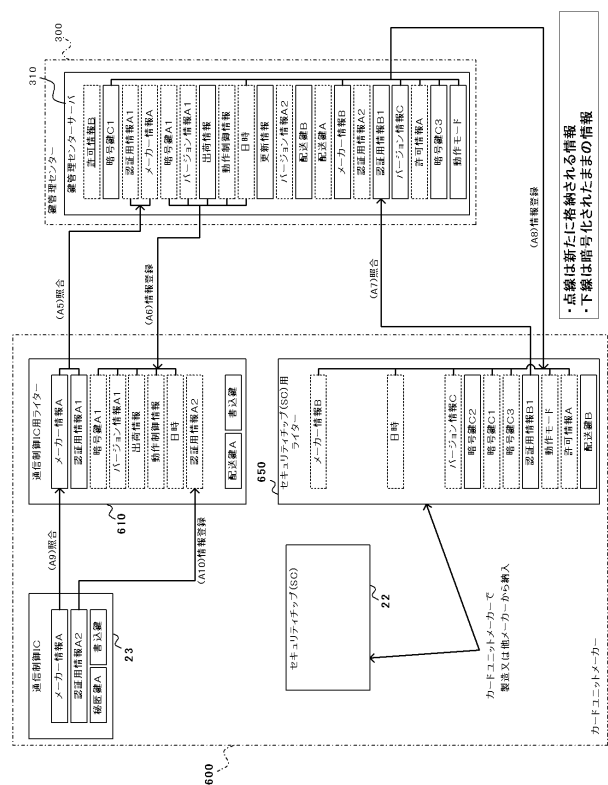 600
カードユニットメーカー
通信制御IC
メーカー情報A
認証用情報A2
秘匿鍵A
書込鍵
23
(A9)照合
(A10)情報登録
通信制御IC用ライター
メーカー情報A
認証用情報A1
暗号鍵A1
バージョン情報A1
出荷情報
動作制御情報
日時
認証用情報A2
配送鍵A
書込鍵
610
セキュリティチップ(SC)
22
カードユニットメーカーで
製造又は他メーカーから納入
650
セキュリティチップ(SC)用
ライター
メーカー情報B
日時
バージョン情報C
暗号鍵C2
暗号鍵C1
暗号鍵C3
認証用情報B1
動作モード
許可情報A
配送鍵B
(A5)照合
(A6)情報登録
(A7)照合
(A8)情報登録
300
310
鍵管理センター
鍵管理センターサーバ
許可情報B
暗号鍵C1
認証用情報A1
メーカー情報A
暗号鍵A1
バージョン情報A1
出荷情報
動作制御情報
日時
更新情報
バージョン情報A2
配送鍵B
配送鍵A
メーカー情報B
認証用情報A2
認証用情報B1
バージョン情報C
許可情報A
暗号鍵C3
動作モード
・点線は新たに格納される情報
・下線は暗号化されたままの情報